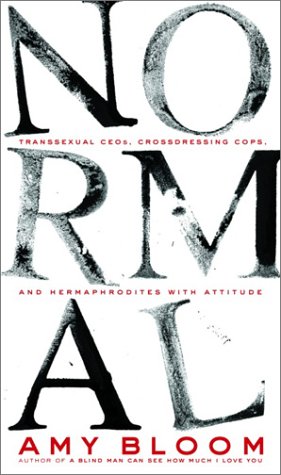 NO
TRANSSEXUAL CEOs, CROSSDRESSING COPS,
RM
AND HERMAPHRODITES WITH ATTITUDE
AL
AMY BLOOM
AUTHOR OF A BLIND MAN CAN SEE HOW MUCH I LOVE YOU